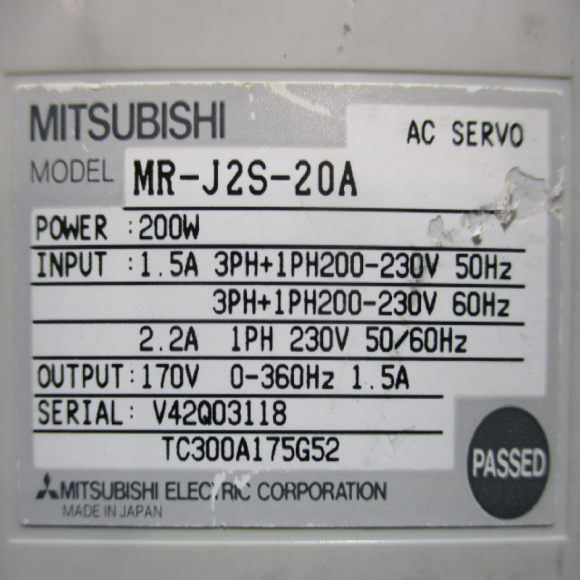 MITSUBISHI
AC SERVO
MODEL MR-J2S-20A
POWER :200W
INPUT :1.5A 3PH+1PH200-230V 50Hz
3PH+1PH200-230V 60Hz
2.2A 1PH 230V 50/60Hz
OUTPUT:170V 0-360Hz 1.5A
SERIAL: V42Q03118
TC300A175G52
PASSED
MITSUBISHI ELECTRIC CORPORATION
MADE IN JAPAN